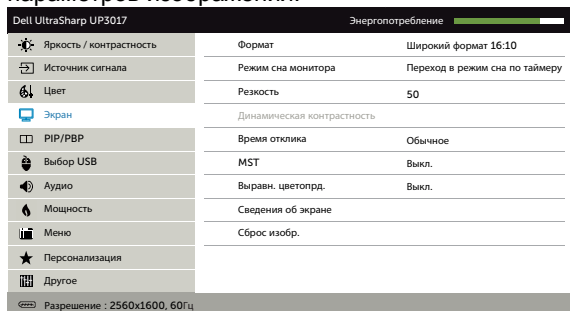 параметров изображения.
Dell UltraSharp UP3017 Энергопотребление
Яркость / контрастность Формат Широкий формат 16:10
Источник сигнала Режим сна монитора Переход в режим сна по таймеру
Цвет Резкость 50
Экран Динамическая контрастность
PIP/PBP Время отклика Обычное
Выбор USB MST Выкл.
Аудио Выравн. цветопрд. Выкл.
Мощность Сведения об экране
Меню Сброс изобр.
Персонализация
Другое
Разрешение : 2560x1600, 60Гц